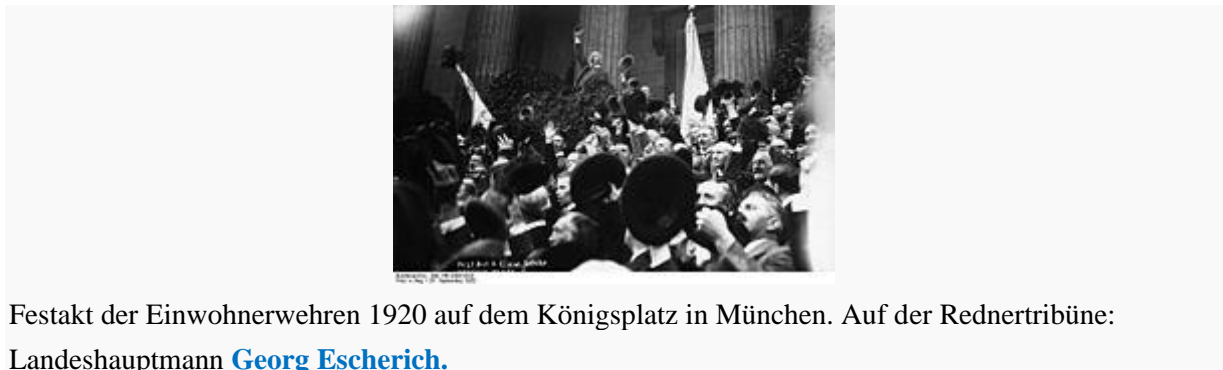 Festakt der Einwohnerwehren 1920 auf dem Königsplatz in München. Auf der Rednertribüne:
Landeshauptmann Georg Escherich.